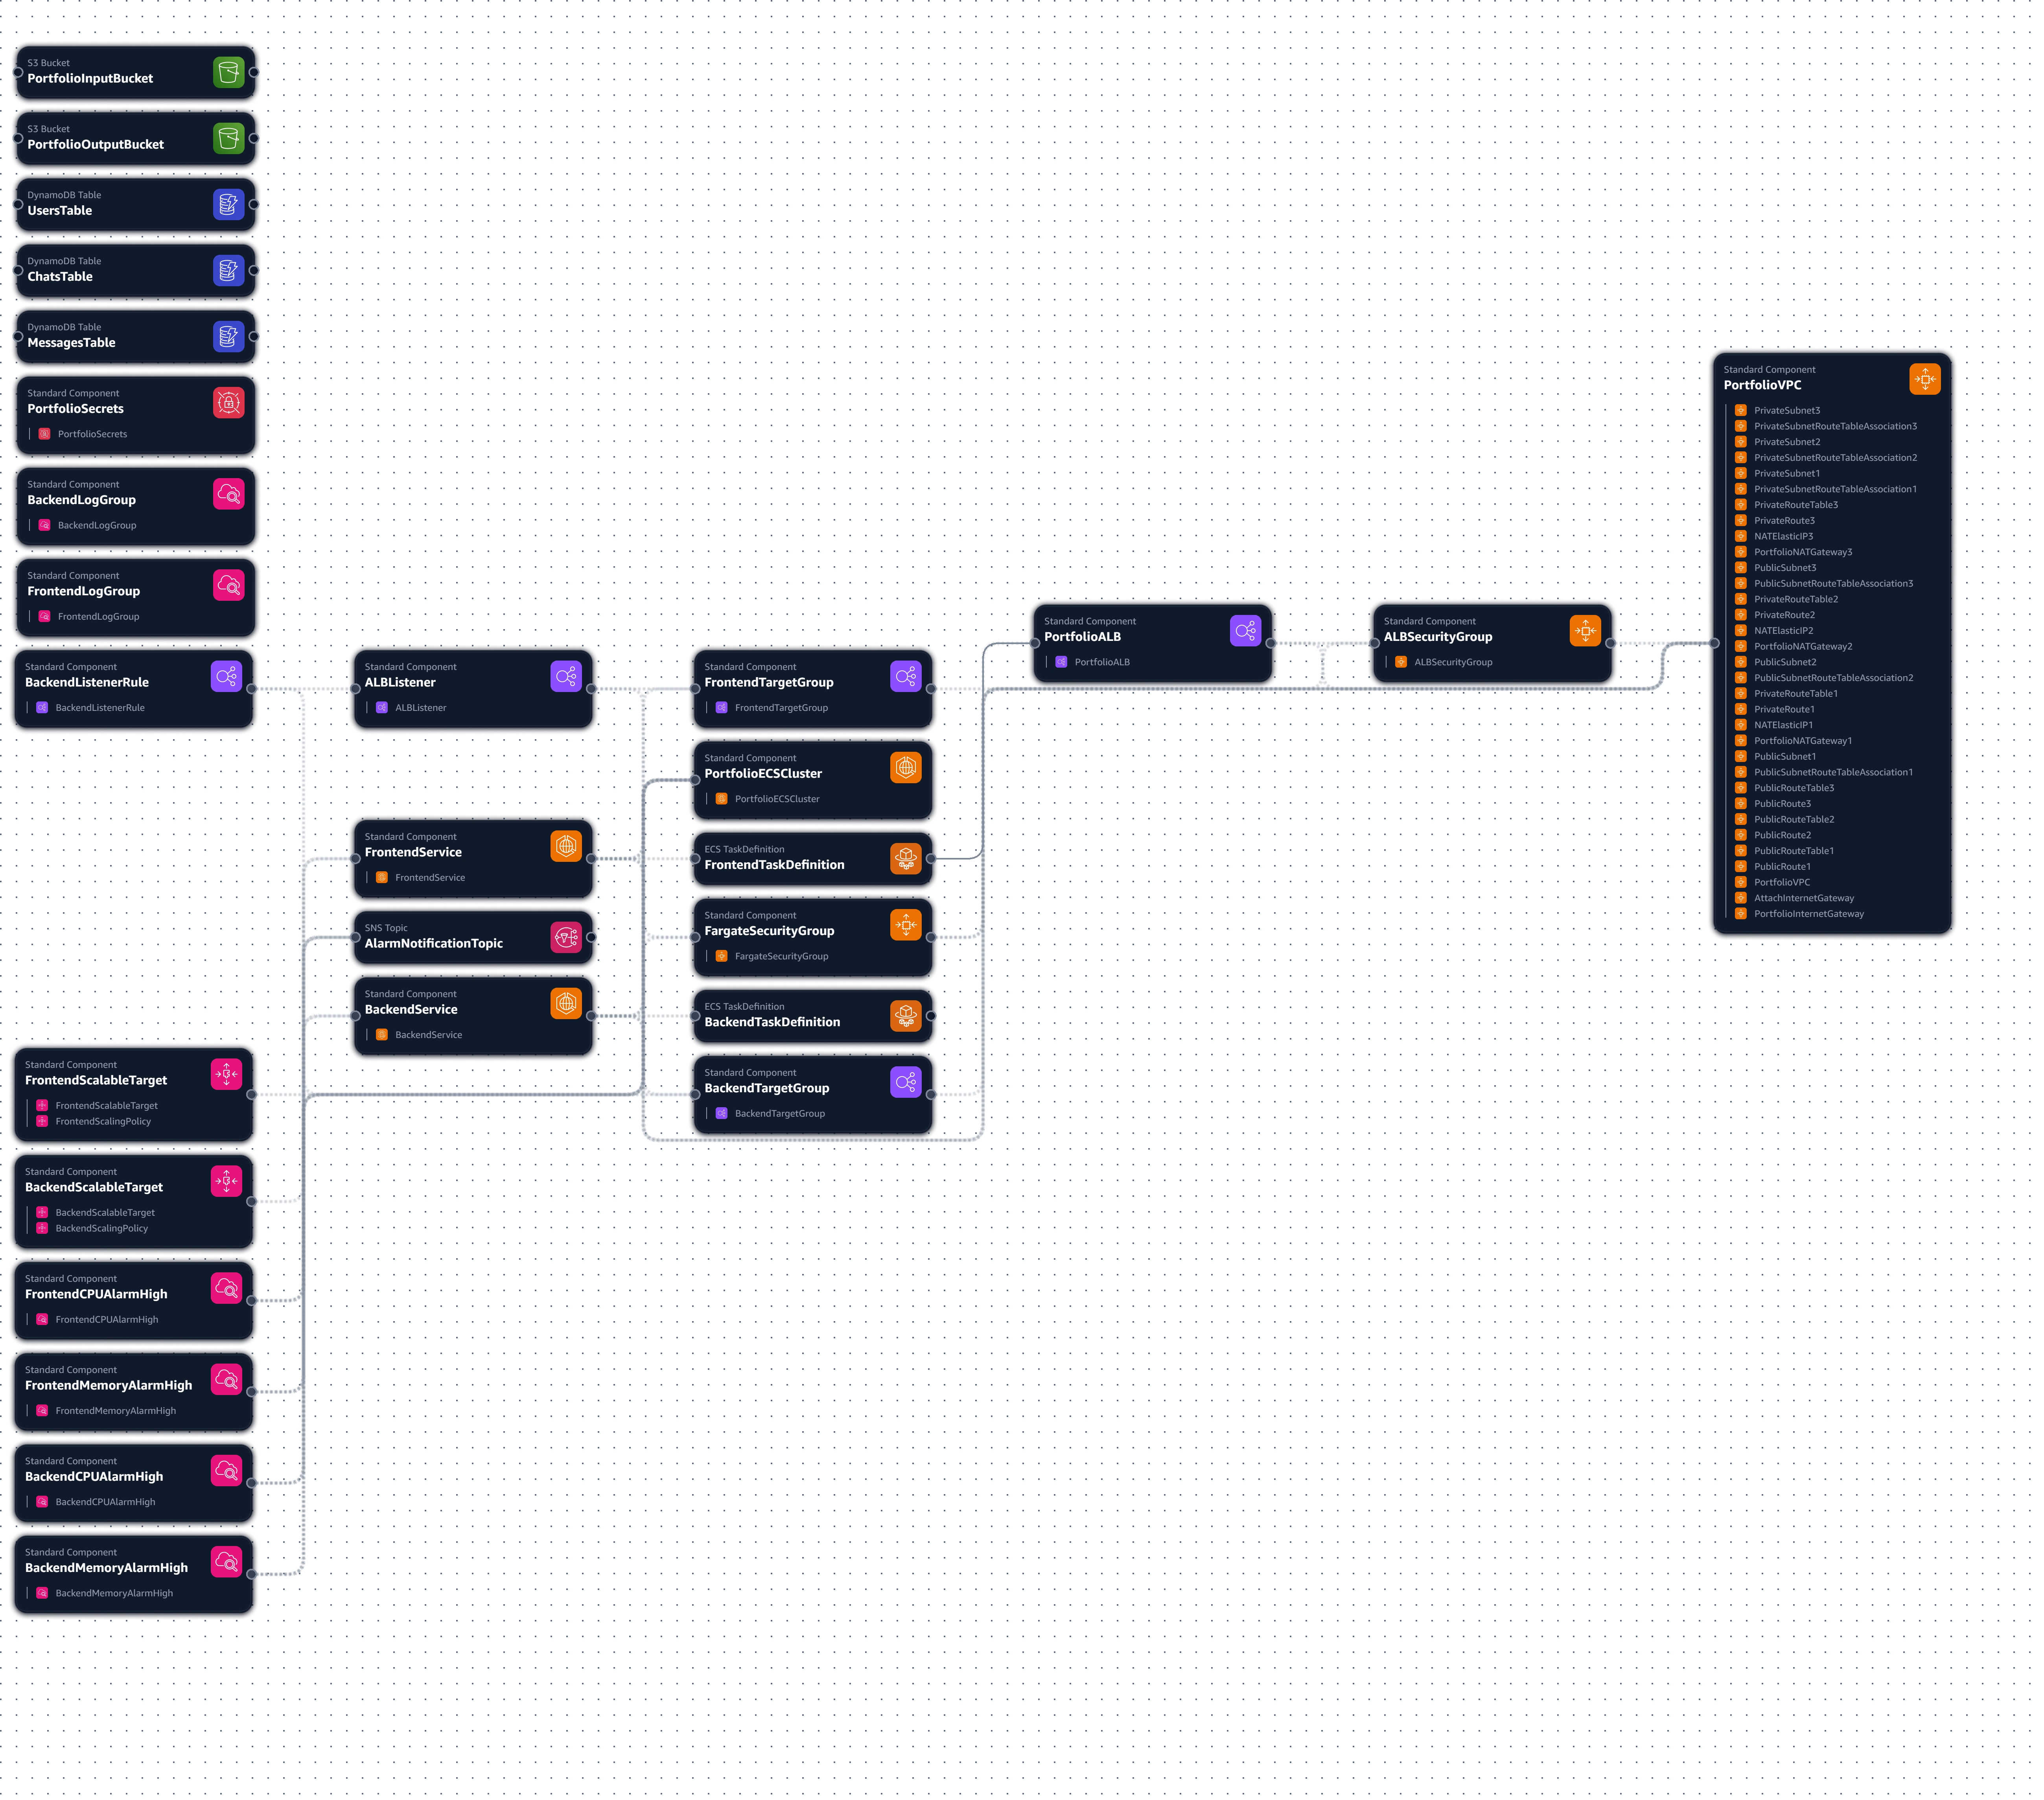 S3 Bucket
PortfolioInputBucket
S3 Bucket
PortfolioOutputBucket
DynamoDB Table
UsersTable
DynamoDB Table
ChatsTable
DynamoDB Table
MessagesTable
Standard Component
PortfolioSecrets
PortfolioSecrets
Standard Component
BackendLogGroup
BackendLogGroup
Standard Component
FrontendLogGroup
FrontendLogGroup
Standard Component
BackendListenerRule
BackendListenerRule
Standard Component
FrontendScalableTarget
FrontendScalableTarget
FrontendScalingPolicy
Standard Component
BackendScalableTarget
BackendScalableTarget
BackendScalingPolicy
Standard Component
FrontendCPUAlarmHigh
FrontendCPUAlarmHigh
Standard Component
FrontendMemoryAlarmHigh
FrontendMemoryAlarmHigh
Standard Component
BackendCPUAlarmHigh
BackendCPUAlarmHigh
Standard Component
BackendMemoryAlarmHigh
BackendMemoryAlarmHigh
Standard Component
ALBListener
ALBListener
Standard Component
FrontendService
FrontendService
SNS Topic
AlarmNotificationTopic
Standard Component
BackendService
BackendService
Standard Component
FrontendTargetGroup
FrontendTargetGroup
Standard Component
PortfolioECSCluster
PortfolioECSCluster
ECS TaskDefinition
FrontendTaskDefinition
Standard Component
FargateSecurityGroup
FargateSecurityGroup
ECS TaskDefinition
BackendTaskDefinition
Standard Component
BackendTargetGroup
BackendTargetGroup
Standard Component
PortfolioALB
PortfolioALB
Standard Component
ALBSecurityGroup
ALBSecurityGroup
Standard Component
PortfolioVPC
PrivateSubnet3
PrivateSubnetRouteTableAssociation3
PrivateSubnet2
PrivateSubnetRouteTableAssociation2
PrivateSubnet1
PrivateSubnetRouteTableAssociation1
PrivateRouteTable3
PrivateRoute3
NATElasticIP3
PortfolioNATGateway3
PublicSubnet3
PublicSubnetRouteTableAssociation3
PrivateRouteTable2
PrivateRoute2
NATElasticIP2
PortfolioNATGateway2
PublicSubnet2
PublicSubnetRouteTableAssociation2
PrivateRouteTable1
PrivateRoute1
NATElasticIP1
PortfolioNATGateway1
PublicSubnet1
PublicSubnetRouteTableAssociation1
PublicRouteTable3
PublicRoute3
PublicRouteTable2
PublicRoute2
PublicRouteTable1
PublicRoute1
PortfolioVPC
AttachInternetGateway
PortfolioInternetGateway